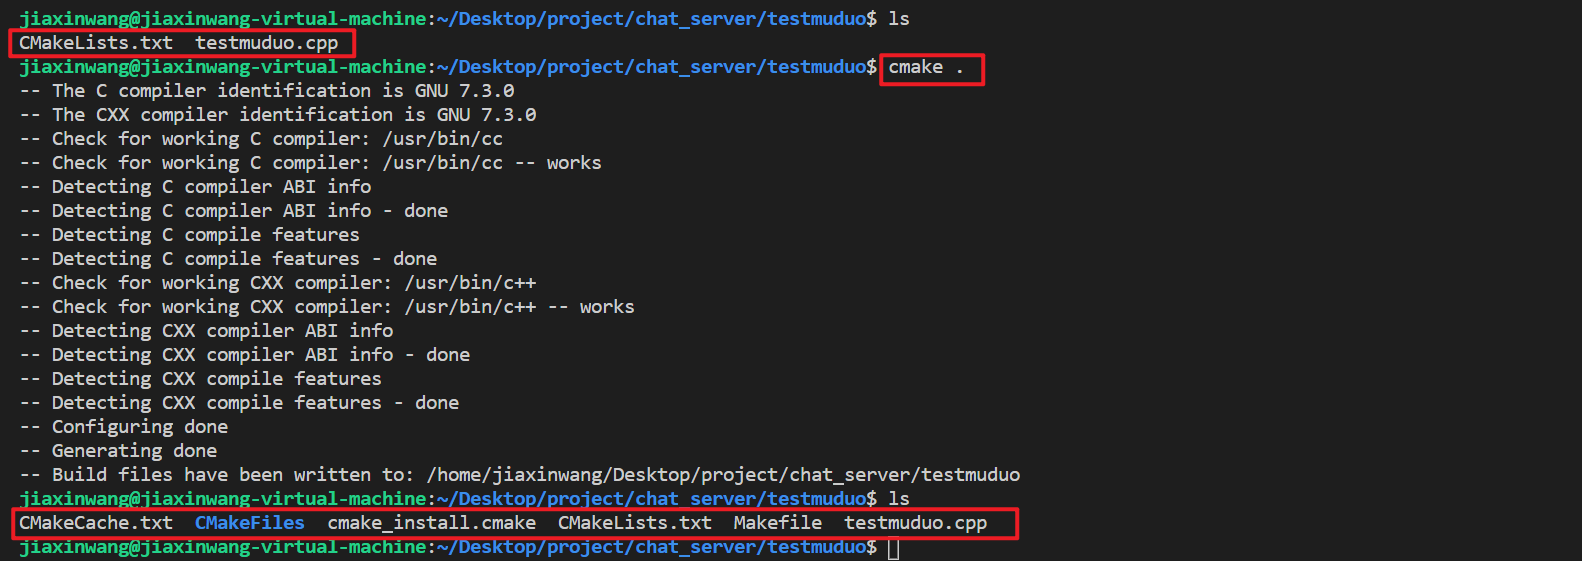 jiaxinwang@jiaxinwang-virtual-machine:~/Desktop/project/chat_server/testmuduo$ ls
CMakeLists.txt  testmuduo.cpp
jiaxinwang@jiaxinwang-virtual-machine:~/Desktop/project/chat_server/testmuduo$ cmake .
-- The C compiler identification is GNU 7.3.0
-- The CXX compiler identification is GNU 7.3.0
-- Check for working C compiler: /usr/bin/cc
-- Check for working C compiler: /usr/bin/cc -- works
-- Detecting C compiler ABI info
-- Detecting C compiler ABI info - done
-- Detecting C compile features
-- Detecting C compile features - done
-- Check for working CXX compiler: /usr/bin/c++
-- Check for working CXX compiler: /usr/bin/c++ -- works
-- Detecting CXX compiler ABI info
-- Detecting CXX compiler ABI info - done
-- Detecting CXX compile features
-- Detecting CXX compile features - done
-- Configuring done
-- Generating done
-- Build files have been written to: /home/jiaxinwang/Desktop/project/chat_server/testmuduo
jiaxinwang@jiaxinwang-virtual-machine:~/Desktop/project/chat_server/testmuduo$ ls
CMakeCache.txt  CMakeFiles  cmake_install.cmake  CMakeLists.txt  Makefile  testmuduo.cpp
jiaxinwang@jiaxinwang-virtual-machine:~/Desktop/project/chat_server/testmuduo$